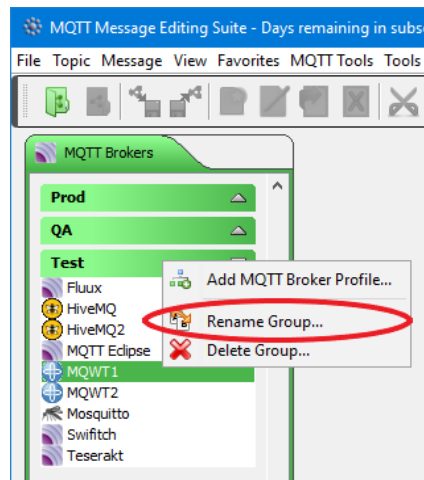 MQTT Message Editing Suite - Days remaining in subs
File Topic Message View Favorites MQTT Tools Tools
MQTT Brokers
Prod
QA
Test
Add MQTT Broker Profile...
Fluux
HiveMQ
Rename Group...
HiveMQ2
MQTT Eclipse
Delete Group...
MQWT1
MQWT2
Mosquitto
Swifitch
Teserakt